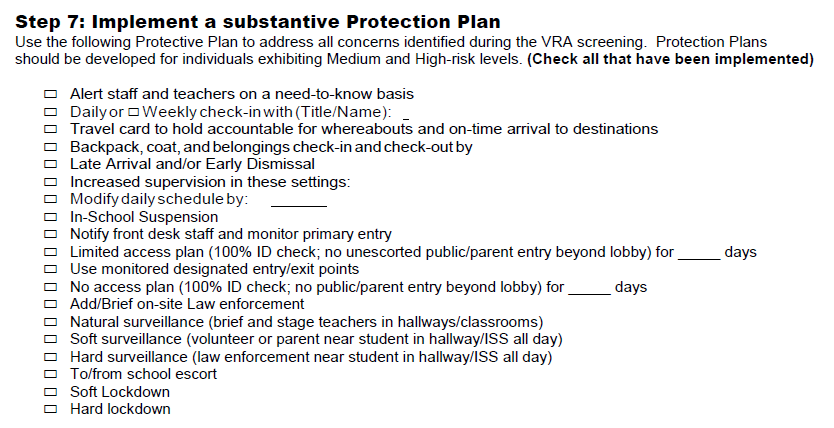 Step 7: Implement a substantive Protection Plan
Use the following Protective Plan to address all concerns identified during the VRA screening.  Protection Plans
should be developed for individuals exhibiting Medium and High-risk levels. (Check all that have been implemented)
☐ Alert staff and teachers on a need-to-know basis
☐ Daily or ☐ Weekly check-in with (Title/Name): _
☐ Travel card to hold accountable for whereabouts and on-time arrival to destinations
☐ Backpack, coat, and belongings check-in and check-out by
☐ Late Arrival and/or Early Dismissal
☐ Increased supervision in these settings:
☐ Modify daily schedule by: _______
☐ In-School Suspension
☐ Notify front desk staff and monitor primary entry
☐ Limited access plan (100% ID check; no unescorted public/parent entry beyond lobby) for _____ days
☐ Use monitored designated entry/exit points
☐ No access plan (100% ID check; no public/parent entry beyond lobby) for _____ days
☐ Add/Brief on-site Law enforcement
☐ Natural surveillance (brief and stage teachers in hallways/classrooms)
☐ Soft surveillance (volunteer or parent near student in hallway/ISS all day)
☐ Hard surveillance (law enforcement near student in hallway/ISS all day)
☐ To/from school escort
☐ Soft Lockdown
☐ Hard lockdown